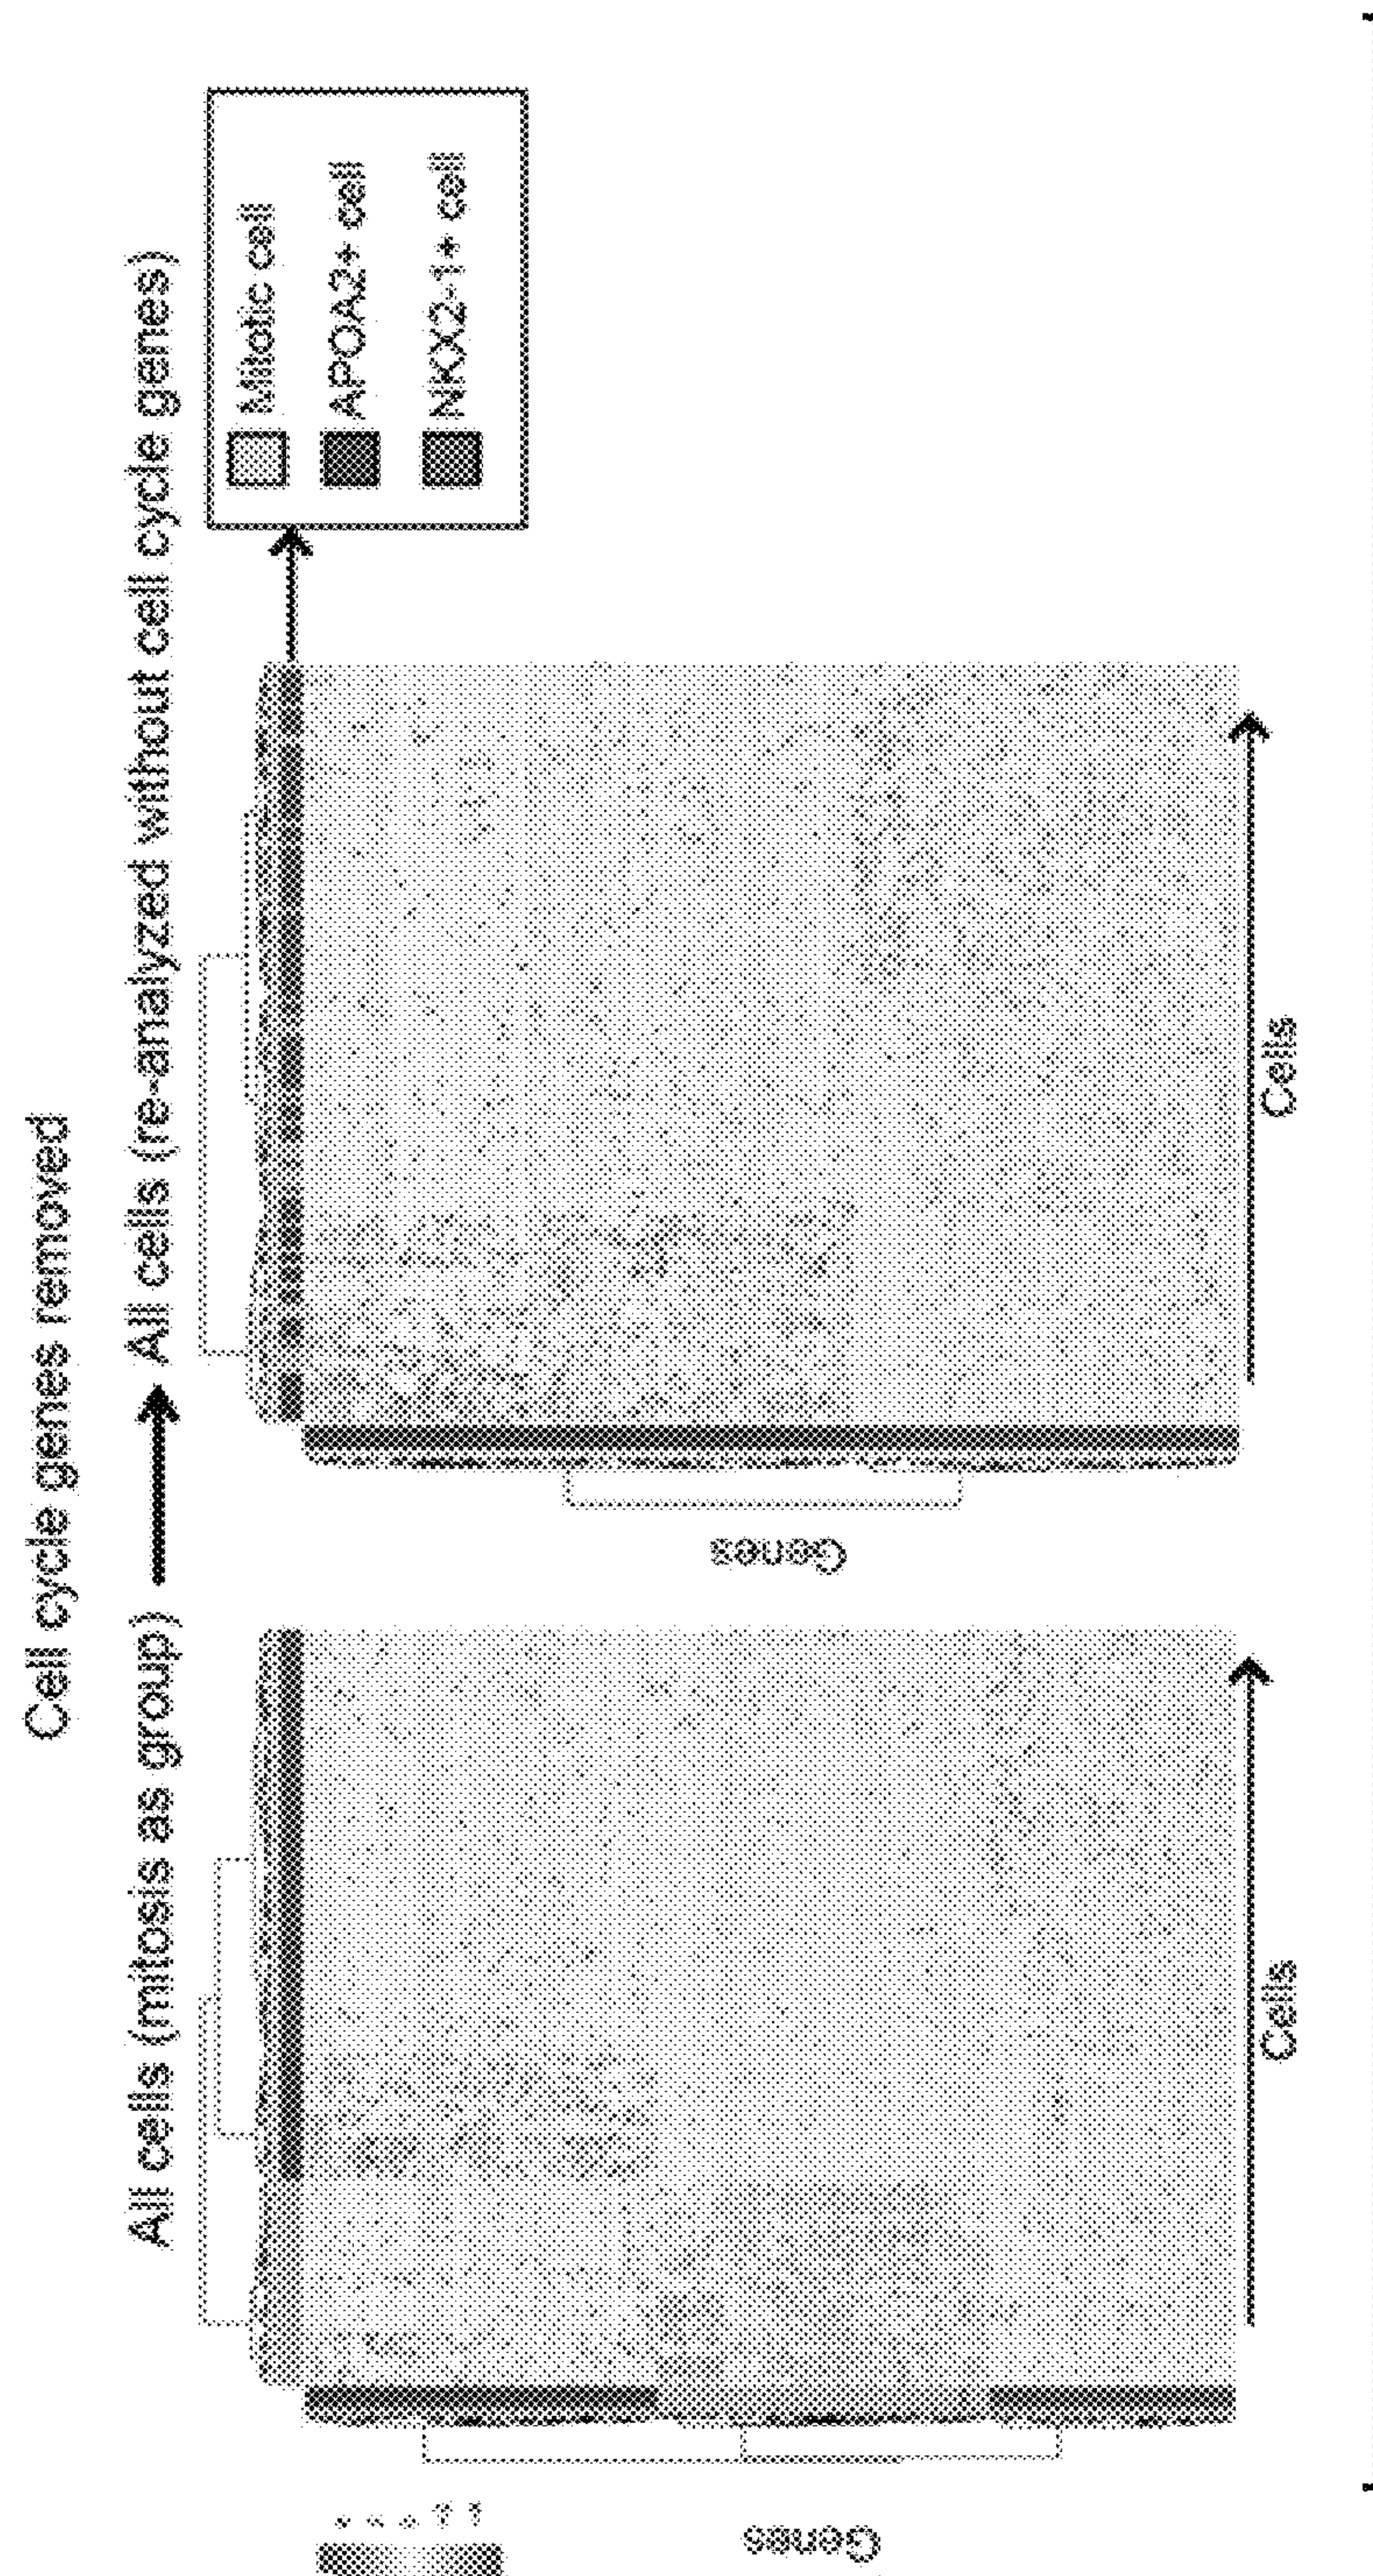 Cell cycle genes removed
All cells (mitosis as group) → All cells (re-analyzed without cell cycle genes)
Mitotic cell
APOA2+ cell
NKX2-1+ cell
Genes
Cells
Genes
Cells